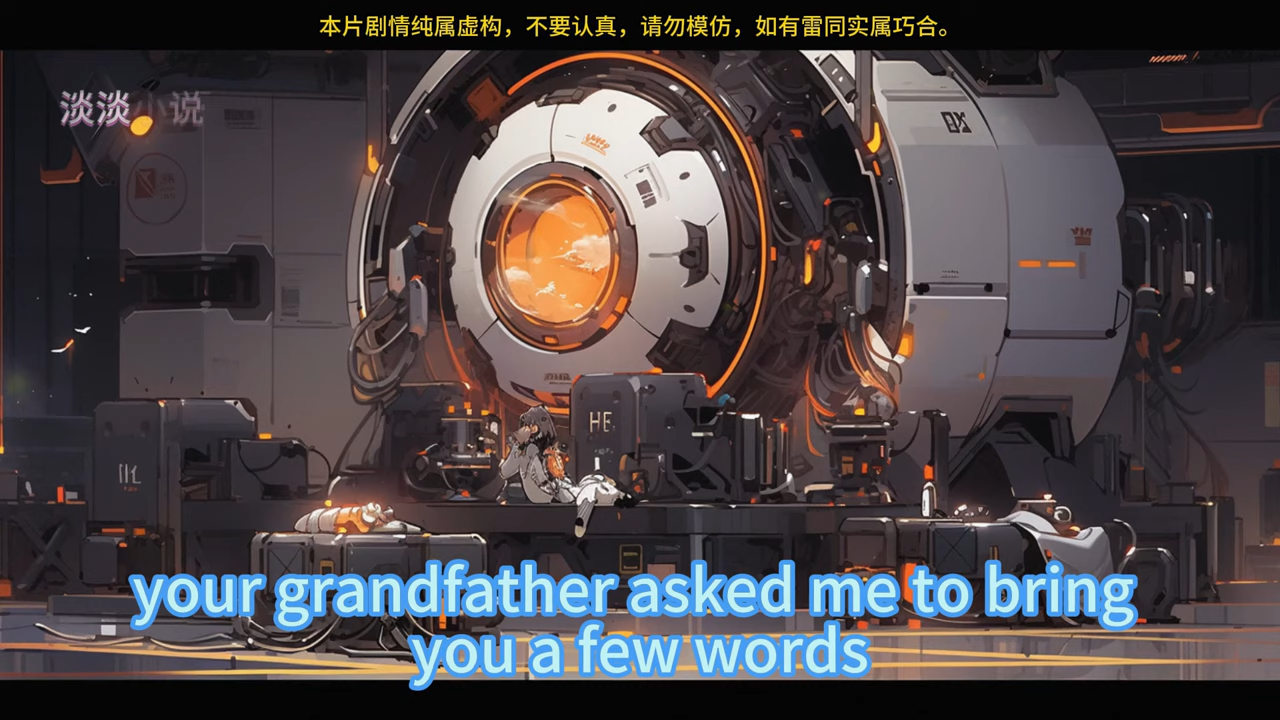 本片剧情纯属虚构，不要认真，请勿模仿，如有雷同实属巧合。
淡淡小说
HE
your grandfather asked me to bring
you a few words